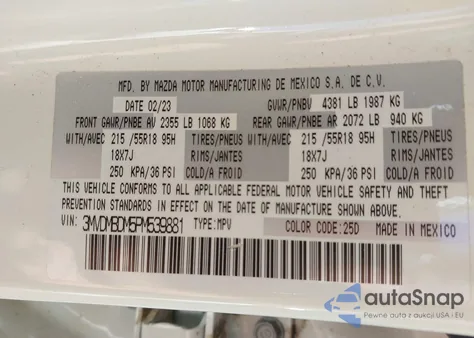 MFD. BY MAZDA MOTOR MANUFACTURING DE MEXICO S.A. DE C.V.
DATE 02/23 GVWR/PNBV 4381 LB 1987 KG
FRONT GAWR/PNBE AV 2355 LB 1068 KG REAR GAWR/PNBE AR 2072 LB 940 KG
WITH/AVEC 215 /55R18 95H TIRES/PNEUS WITH/AVEC 215 /55R18 95H TIRES/PNEUS
18X7J RIMS/JANTES 18X7J RIMS/JANTES
250 KPA/36 PSI COLD/A FROID 250 KPA/36 PSI COLD/A FROID
THIS VEHICLE CONFORMS TO ALL APPLICABLE FEDERAL MOTOR VEHICLE SAFETY AND THEFT
PREVENTION STANDARDS IN EFFECT ON THE DATE OF MANUFACTURE SHOWN ABOVE.
VIN: 3MVDMBDM5PM539881 TYPE:MPV COLOR CODE:25D MADE IN MEXICO
autoSnap
Pewne auta z aukcji USA i EU